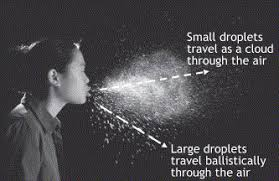 Small droplets
travel as a cloud
through the air
Large droplets
travel ballistically
through the air